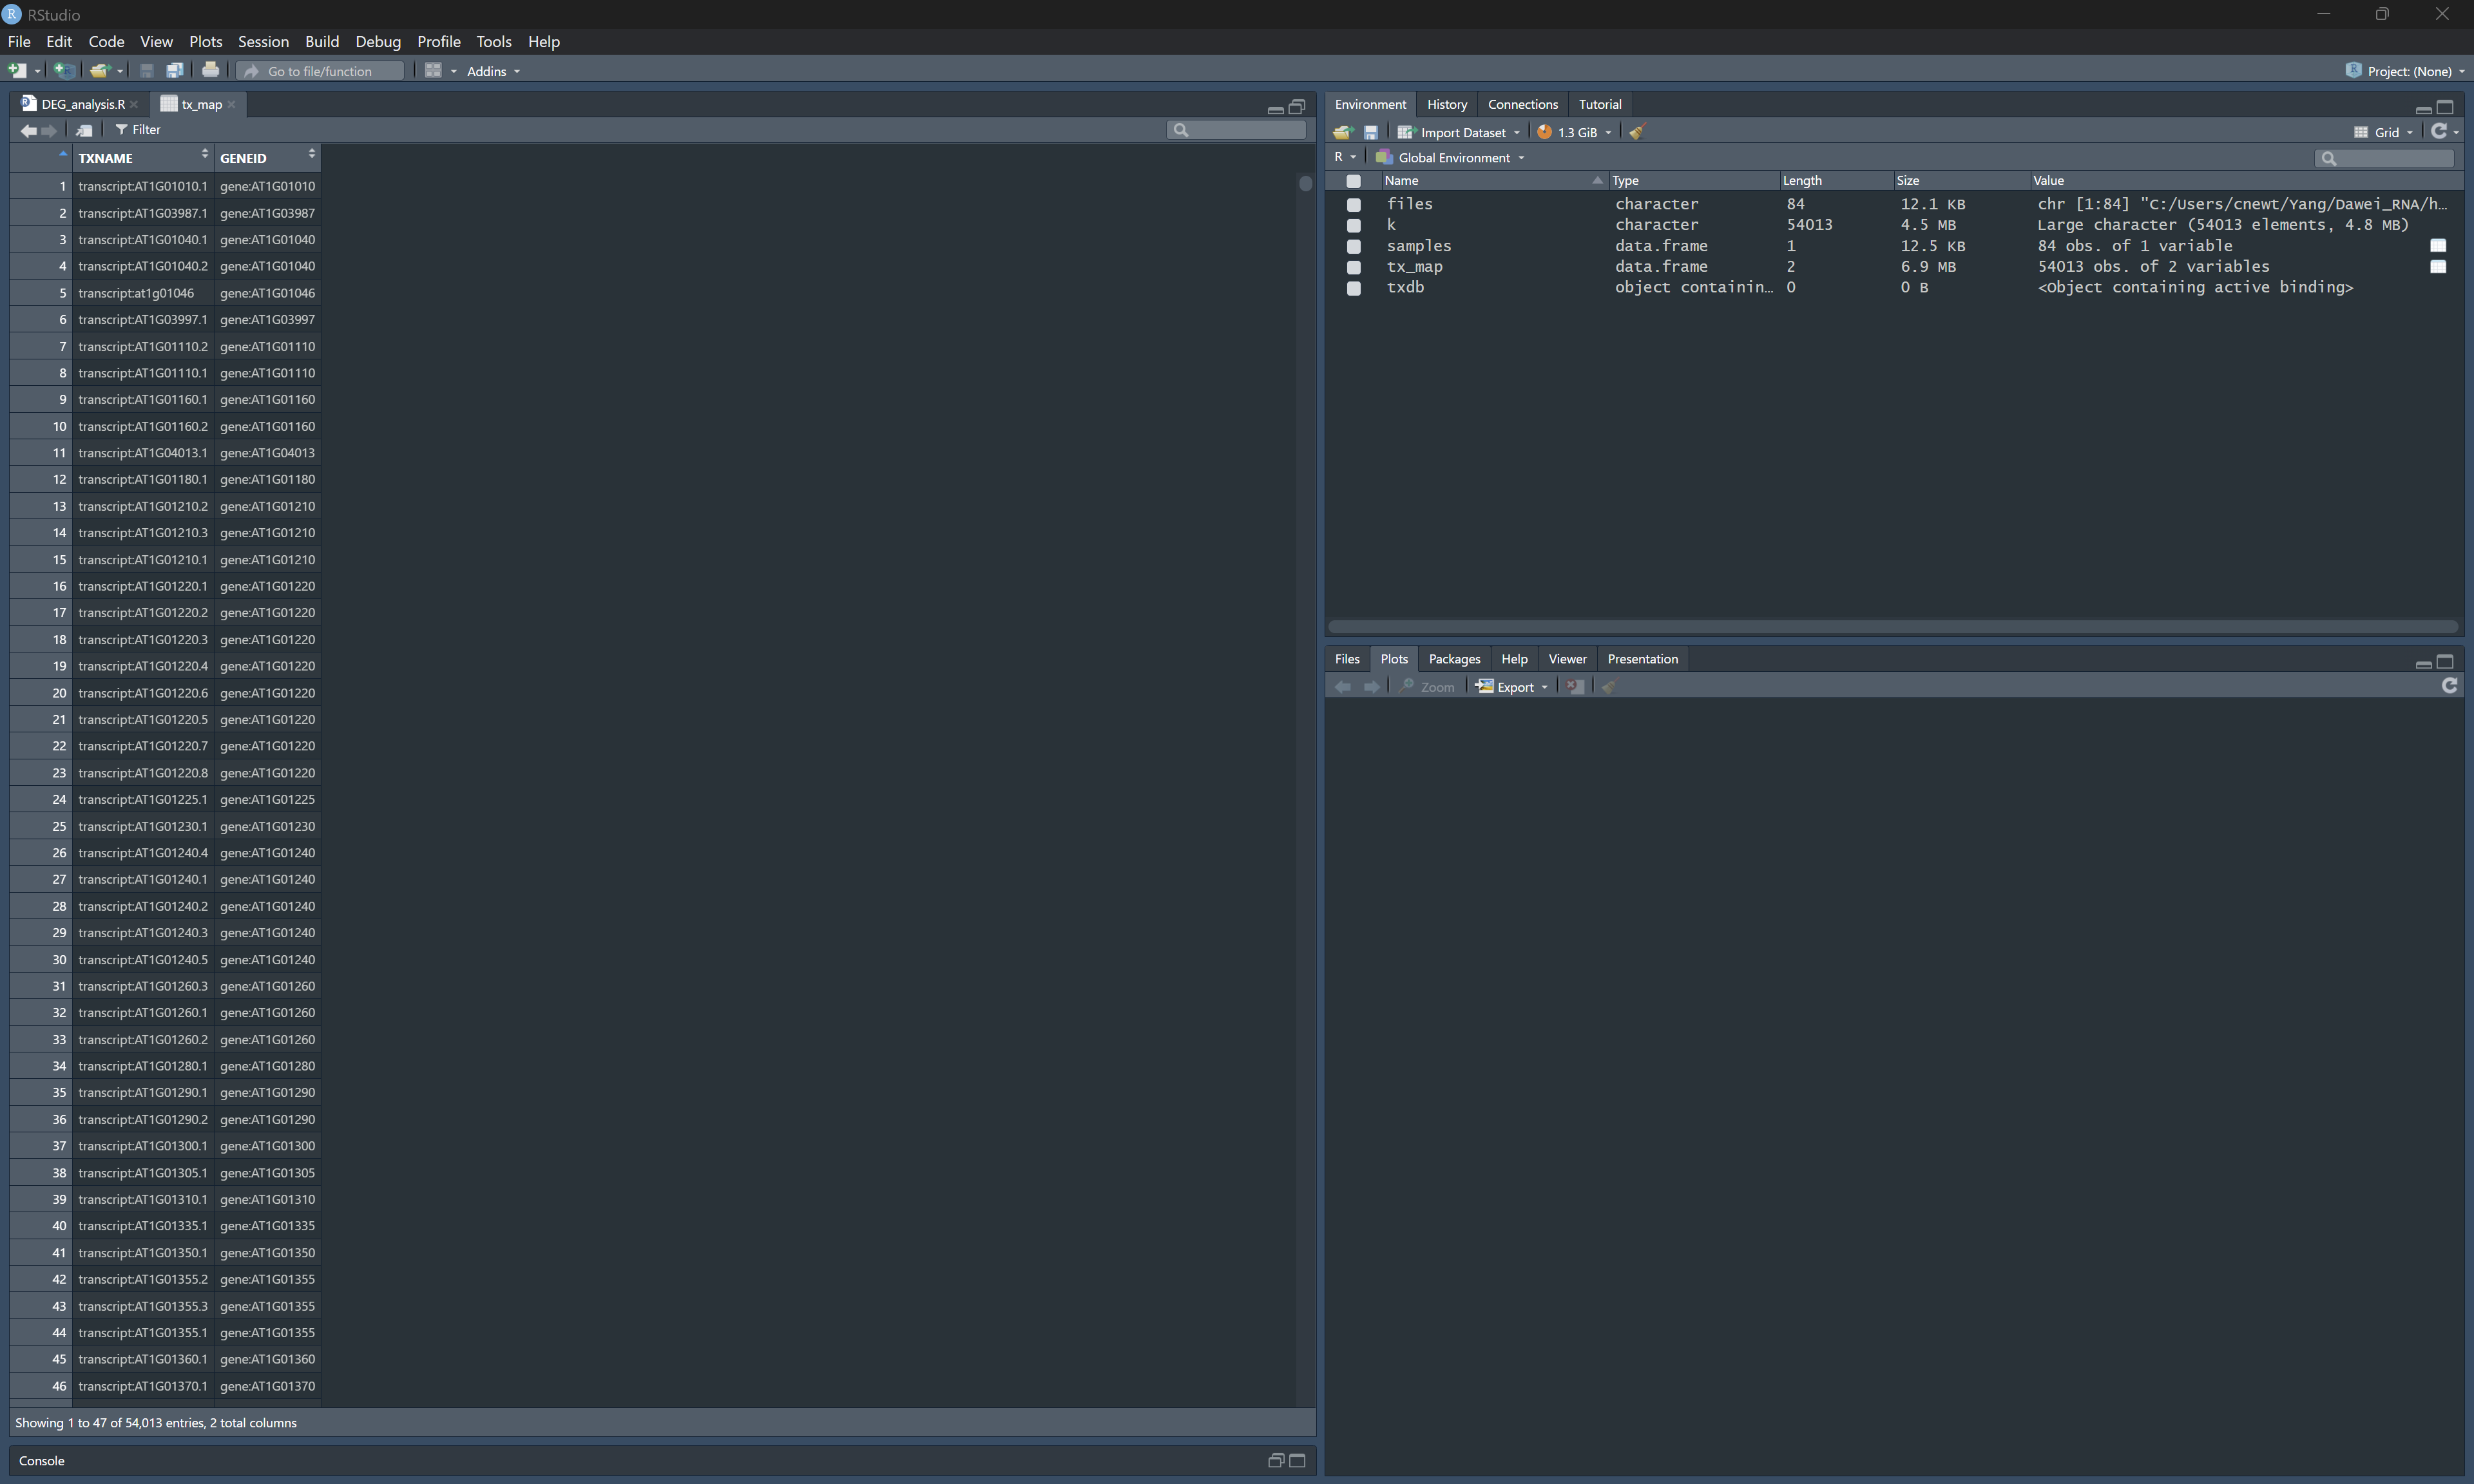 RStudio
File Edit Code View Plots Session Build Debug Profile Tools Help
Go to file/function Addins Project: (None)
DEG_analysis.R tx_map
Filter
TXNAME GENEID
1 transcript:AT1G01010.1 gene:AT1G01010
2 transcript:AT1G03987.1 gene:AT1G03987
3 transcript:AT1G01040.1 gene:AT1G01040
4 transcript:AT1G01040.2 gene:AT1G01040
5 transcript:at1g01046 gene:AT1G01046
6 transcript:AT1G03997.1 gene:AT1G03997
7 transcript:AT1G01110.2 gene:AT1G01110
8 transcript:AT1G01110.1 gene:AT1G01110
9 transcript:AT1G01160.1 gene:AT1G01160
10 transcript:AT1G01160.2 gene:AT1G01160
11 transcript:AT1G04013.1 gene:AT1G04013
12 transcript:AT1G01180.1 gene:AT1G01180
13 transcript:AT1G01210.2 gene:AT1G01210
14 transcript:AT1G01210.3 gene:AT1G01210
15 transcript:AT1G01210.1 gene:AT1G01210
16 transcript:AT1G01220.1 gene:AT1G01220
17 transcript:AT1G01220.2 gene:AT1G01220
18 transcript:AT1G01220.3 gene:AT1G01220
19 transcript:AT1G01220.4 gene:AT1G01220
20 transcript:AT1G01220.6 gene:AT1G01220
21 transcript:AT1G01220.5 gene:AT1G01220
22 transcript:AT1G01220.7 gene:AT1G01220
23 transcript:AT1G01220.8 gene:AT1G01220
24 transcript:AT1G01225.1 gene:AT1G01225
25 transcript:AT1G01230.1 gene:AT1G01230
26 transcript:AT1G01240.4 gene:AT1G01240
27 transcript:AT1G01240.1 gene:AT1G01240
28 transcript:AT1G01240.2 gene:AT1G01240
29 transcript:AT1G01240.3 gene:AT1G01240
30 transcript:AT1G01240.5 gene:AT1G01240
31 transcript:AT1G01260.3 gene:AT1G01260
32 transcript:AT1G01260.1 gene:AT1G01260
33 transcript:AT1G01260.2 gene:AT1G01260
34 transcript:AT1G01280.1 gene:AT1G01280
35 transcript:AT1G01290.1 gene:AT1G01290
36 transcript:AT1G01290.2 gene:AT1G01290
37 transcript:AT1G01300.1 gene:AT1G01300
38 transcript:AT1G01305.1 gene:AT1G01305
39 transcript:AT1G01310.1 gene:AT1G01310
40 transcript:AT1G01335.1 gene:AT1G01335
41 transcript:AT1G01350.1 gene:AT1G01350
42 transcript:AT1G01355.2 gene:AT1G01355
43 transcript:AT1G01355.3 gene:AT1G01355
44 transcript:AT1G01355.1 gene:AT1G01355
45 transcript:AT1G01360.1 gene:AT1G01360
46 transcript:AT1G01370.1 gene:AT1G01370
Showing 1 to 47 of 54,013 entries, 2 total columns
Console
Environment History Connections Tutorial
Import Dataset 1.3 GiB Grid
R Global Environment
Name Type Length Size Value
files character 84 12.1 KB chr [1:84] "C:/Users/cnewt/Yang/Dawei_RNA/h…
k character 54013 4.5 MB Large character (54013 elements, 4.8 MB)
samples data.frame 1 12.5 KB 84 obs. of 1 variable
tx_map data.frame 2 6.9 MB 54013 obs. of 2 variables
txdb object containin… 0 0 B <Object containing active binding>
Files Plots Packages Help Viewer Presentation
Zoom Export